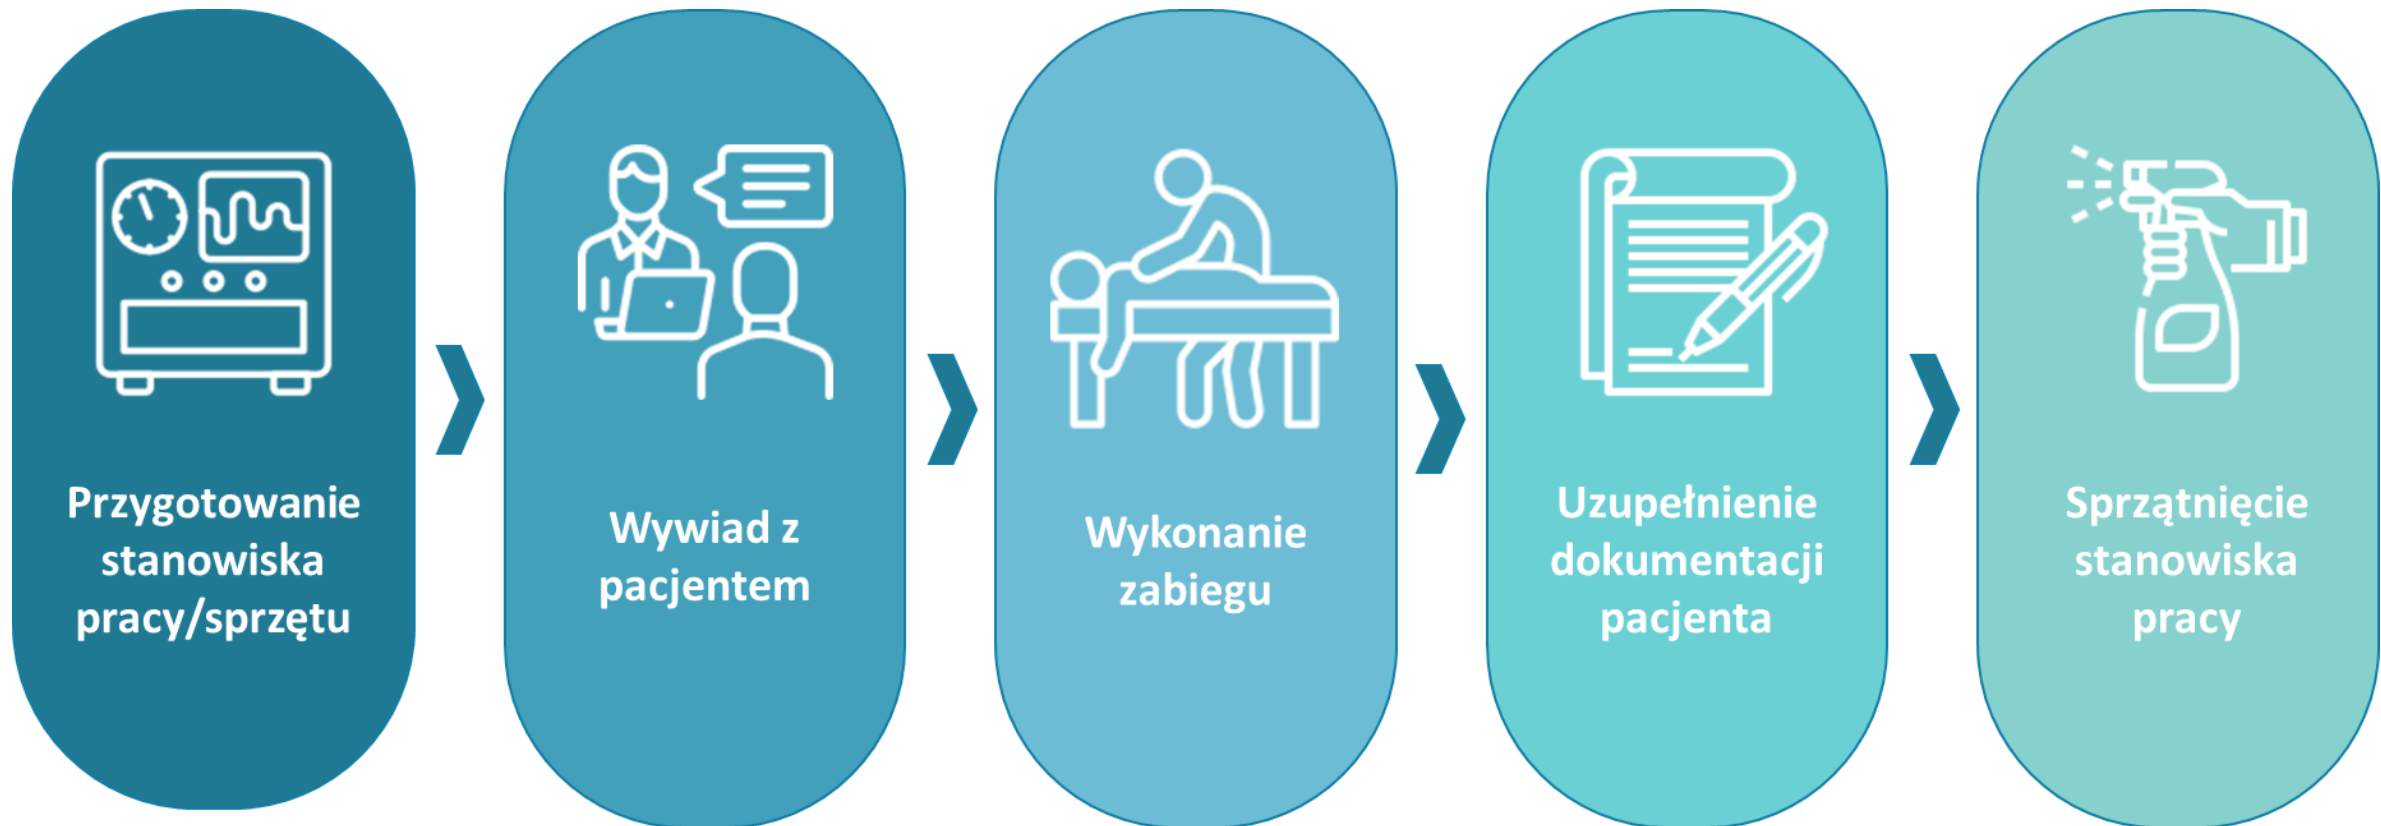 Przygotowanie
stanowiska
pracy/sprzętu
Wywiad z
pacjentem
Wykonanie
zabiegu
Uzupełnienie
dokumentacji
pacjenta
Sprzątnięcie
stanowiska
pracy